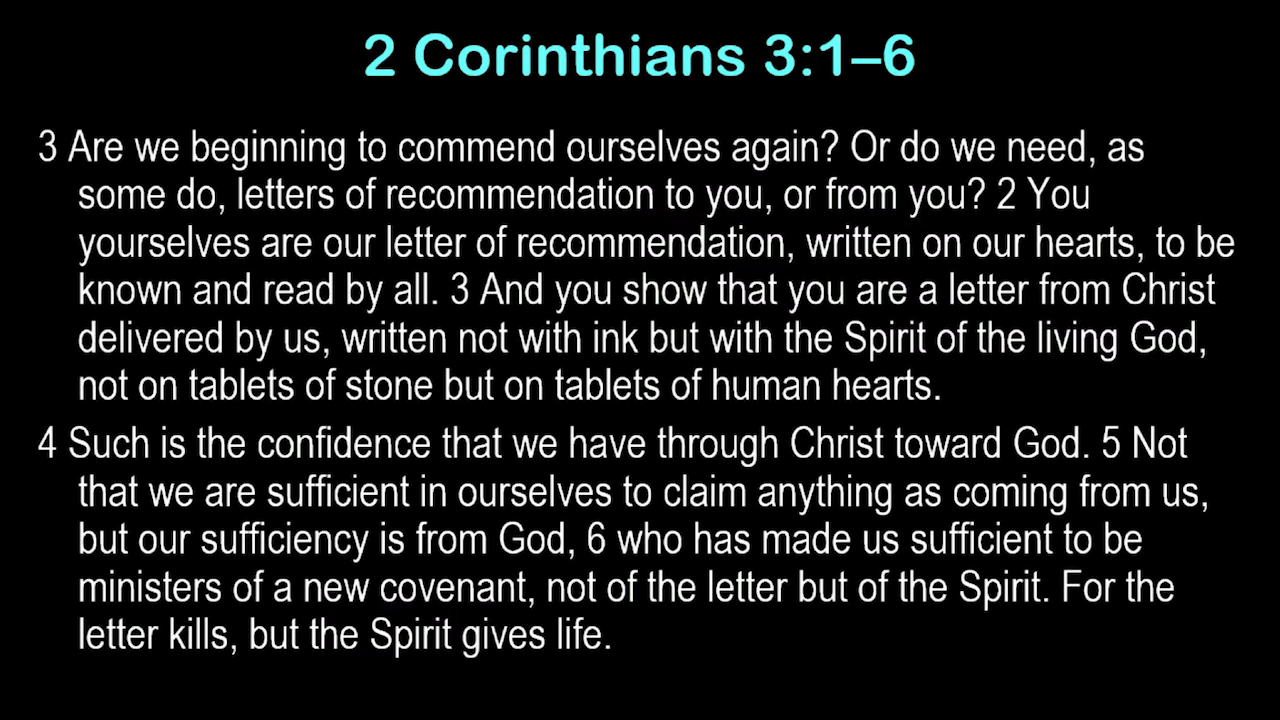 2 Corinthians 3:1–6
3 Are we beginning to commend ourselves again? Or do we need, as
some do, letters of recommendation to you, or from you? 2 You
yourselves are our letter of recommendation, written on our hearts, to be
known and read by all. 3 And you show that you are a letter from Christ
delivered by us, written not with ink but with the Spirit of the living God,
not on tablets of stone but on tablets of human hearts.
4 Such is the confidence that we have through Christ toward God. 5 Not
that we are sufficient in ourselves to claim anything as coming from us,
but our sufficiency is from God, 6 who has made us sufficient to be
ministers of a new covenant, not of the letter but of the Spirit. For the
letter kills, but the Spirit gives life.